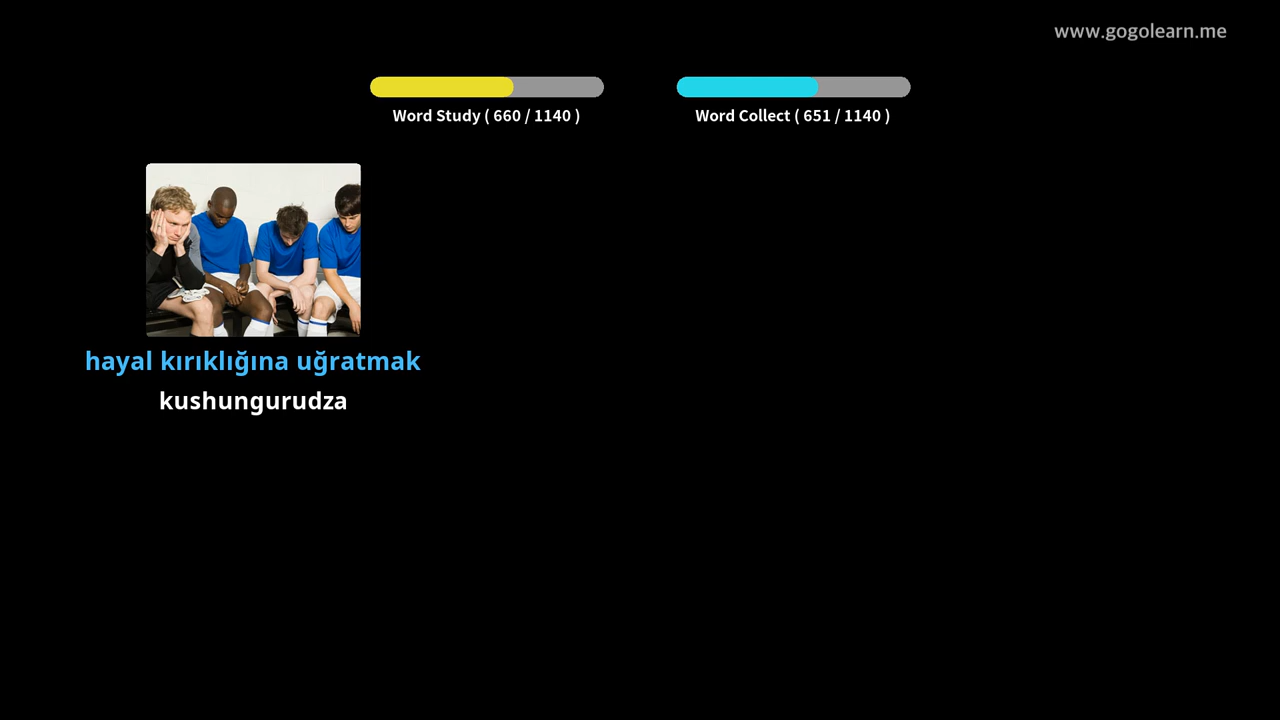 www.gogolearn.me
Word Study ( 660 / 1140 )
Word Collect ( 651 / 1140 )
hayal kırıklığına uğratmak
kushungurudza